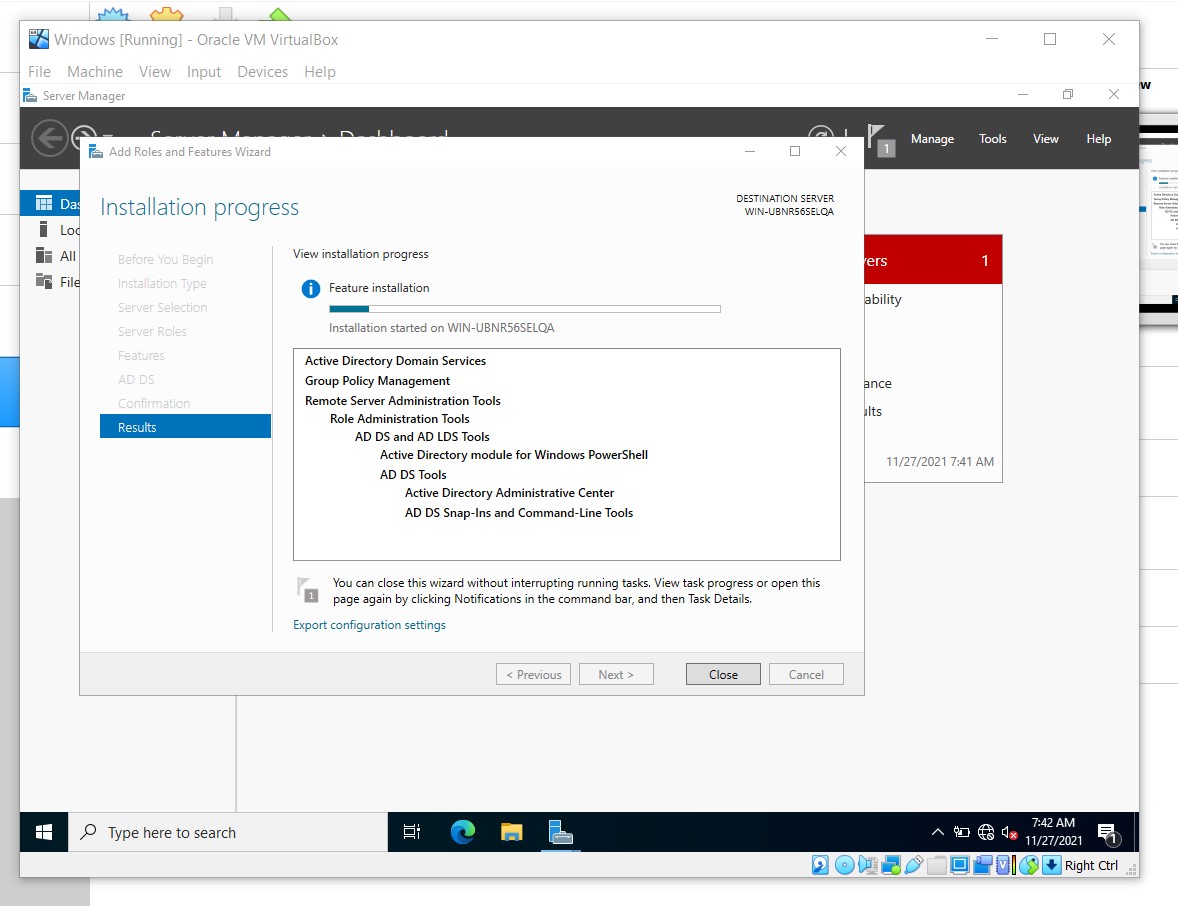 Windows [Running] - Oracle VM VirtualBox
File Machine View Input Devices Help
Server Manager
Server Manager › Dashboard
1 Manage Tools View Help
Add Roles and Features Wizard
Installation progress
DESTINATION SERVER
WIN-UBNR56SELQA
Before You Begin
Installation Type
Server Selection
Server Roles
Features
AD DS
Confirmation
Results
View installation progress
Feature installation
Installation started on WIN-UBNR56SELQA
Active Directory Domain Services
Group Policy Management
Remote Server Administration Tools
Role Administration Tools
AD DS and AD LDS Tools
Active Directory module for Windows PowerShell
AD DS Tools
Active Directory Administrative Center
AD DS Snap-Ins and Command-Line Tools
1
You can close this wizard without interrupting running tasks. View task progress or open this
page again by clicking Notifications in the command bar, and then Task Details.
Export configuration settings
< Previous Next > Close Cancel
Das
Loc
All
File
vers 1
ability
ance
ults
11/27/2021 7:41 AM
Type here to search
7:42 AM
11/27/2021
1
Right Ctrl